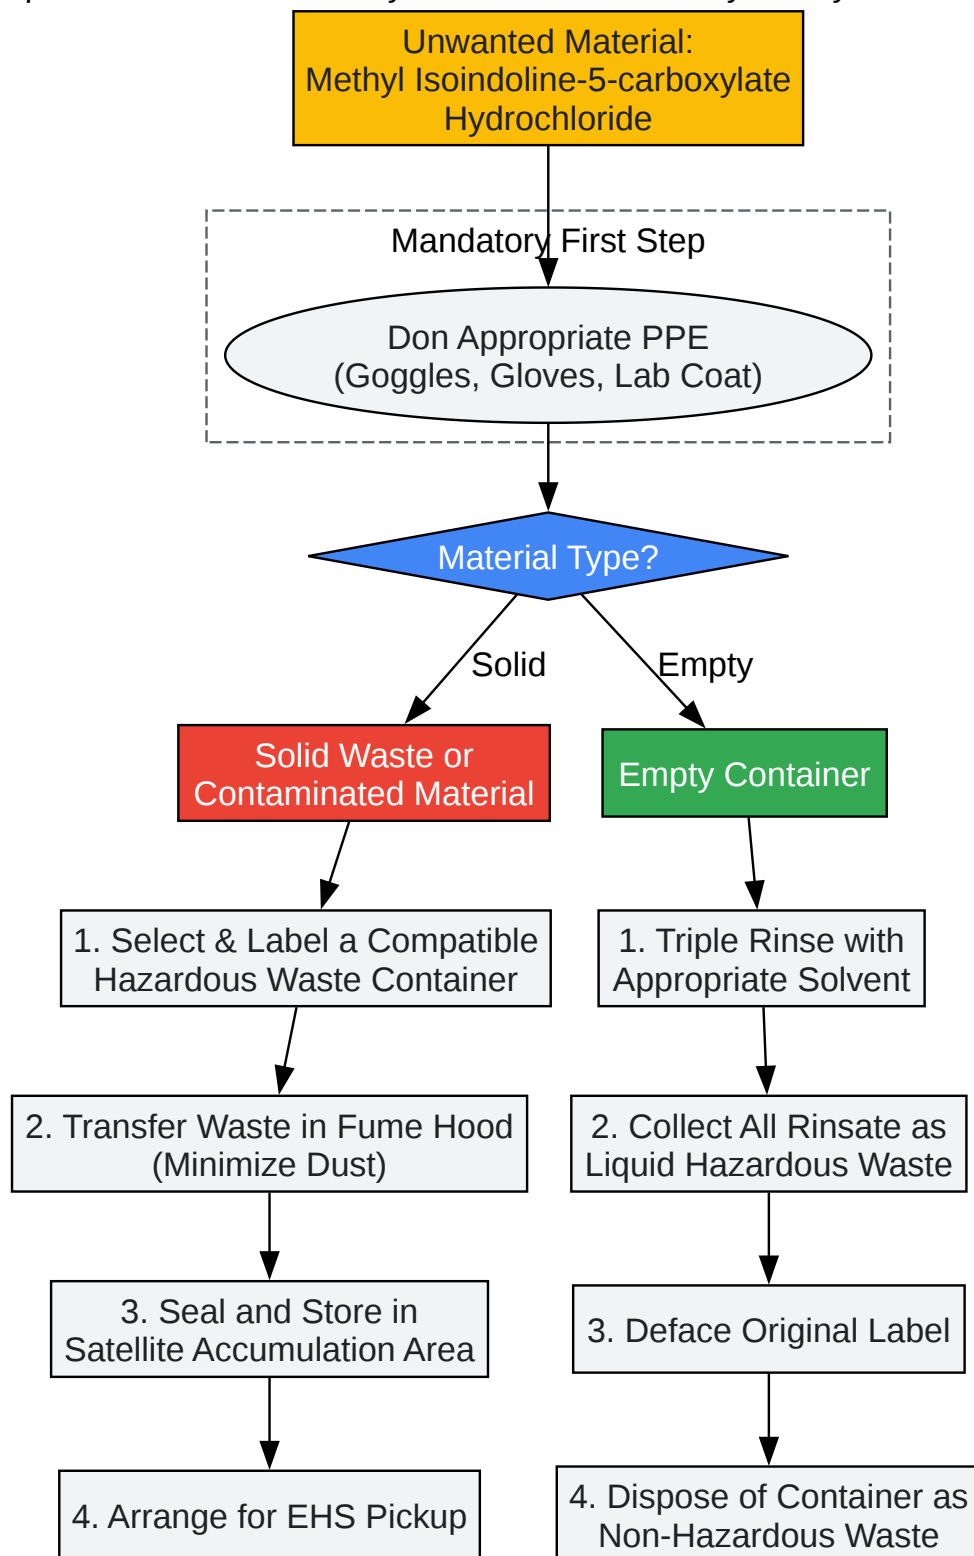 Unwanted Material:
Methyl Isoindoline-5-carboxylate
Hydrochloride
Mandatory First Step
Don Appropriate PPE
(Goggles, Gloves, Lab Coat)
Material Type?
Solid
Empty
Solid Waste or
Contaminated Material
Empty Container
1. Select & Label a Compatible
Hazardous Waste Container
1. Triple Rinse with
Appropriate Solvent
2. Transfer Waste in Fume Hood
(Minimize Dust)
2. Collect All Rinsate as
Liquid Hazardous Waste
3. Seal and Store in
Satellite Accumulation Area
3. Deface Original Label
4. Arrange for EHS Pickup
4. Dispose of Container as
Non-Hazardous Waste